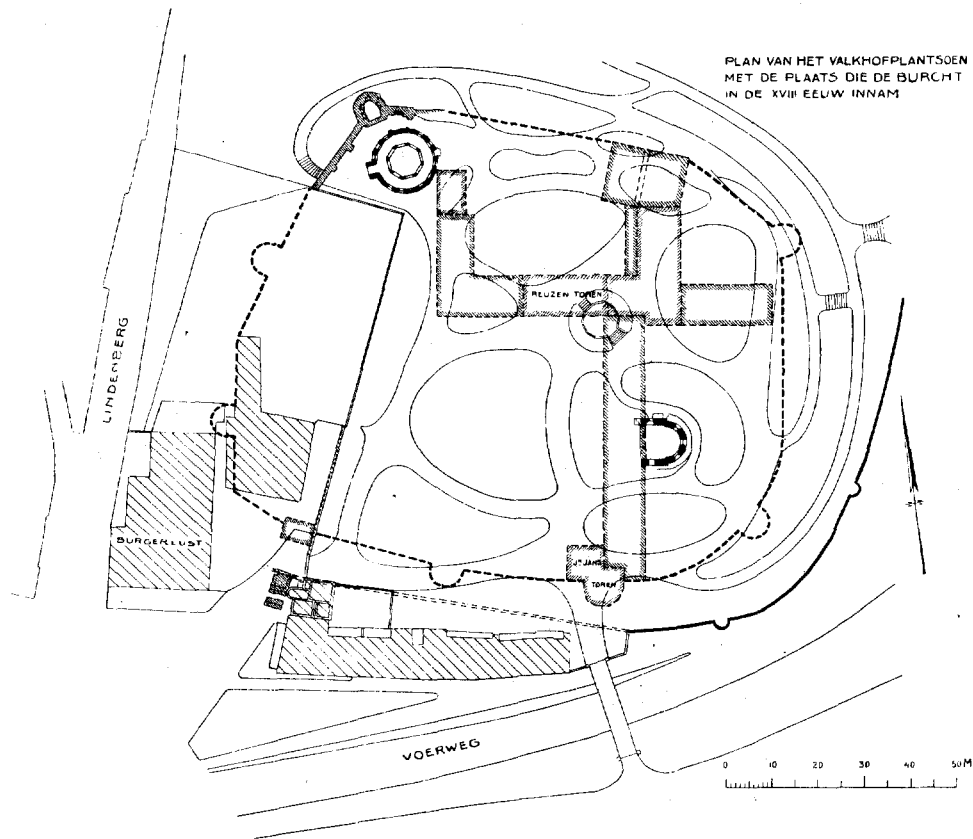 PLAN VAN HET VALKHOFPLANTSOEN
MET DE PLAATS DIE DE BURCHT
IN DE XVIII EEUW INNAM
REUZEN TOREN
LINDENBERG
BURGERLUST
TOREN
VOERWEG
0 10 20 30 40 50 M